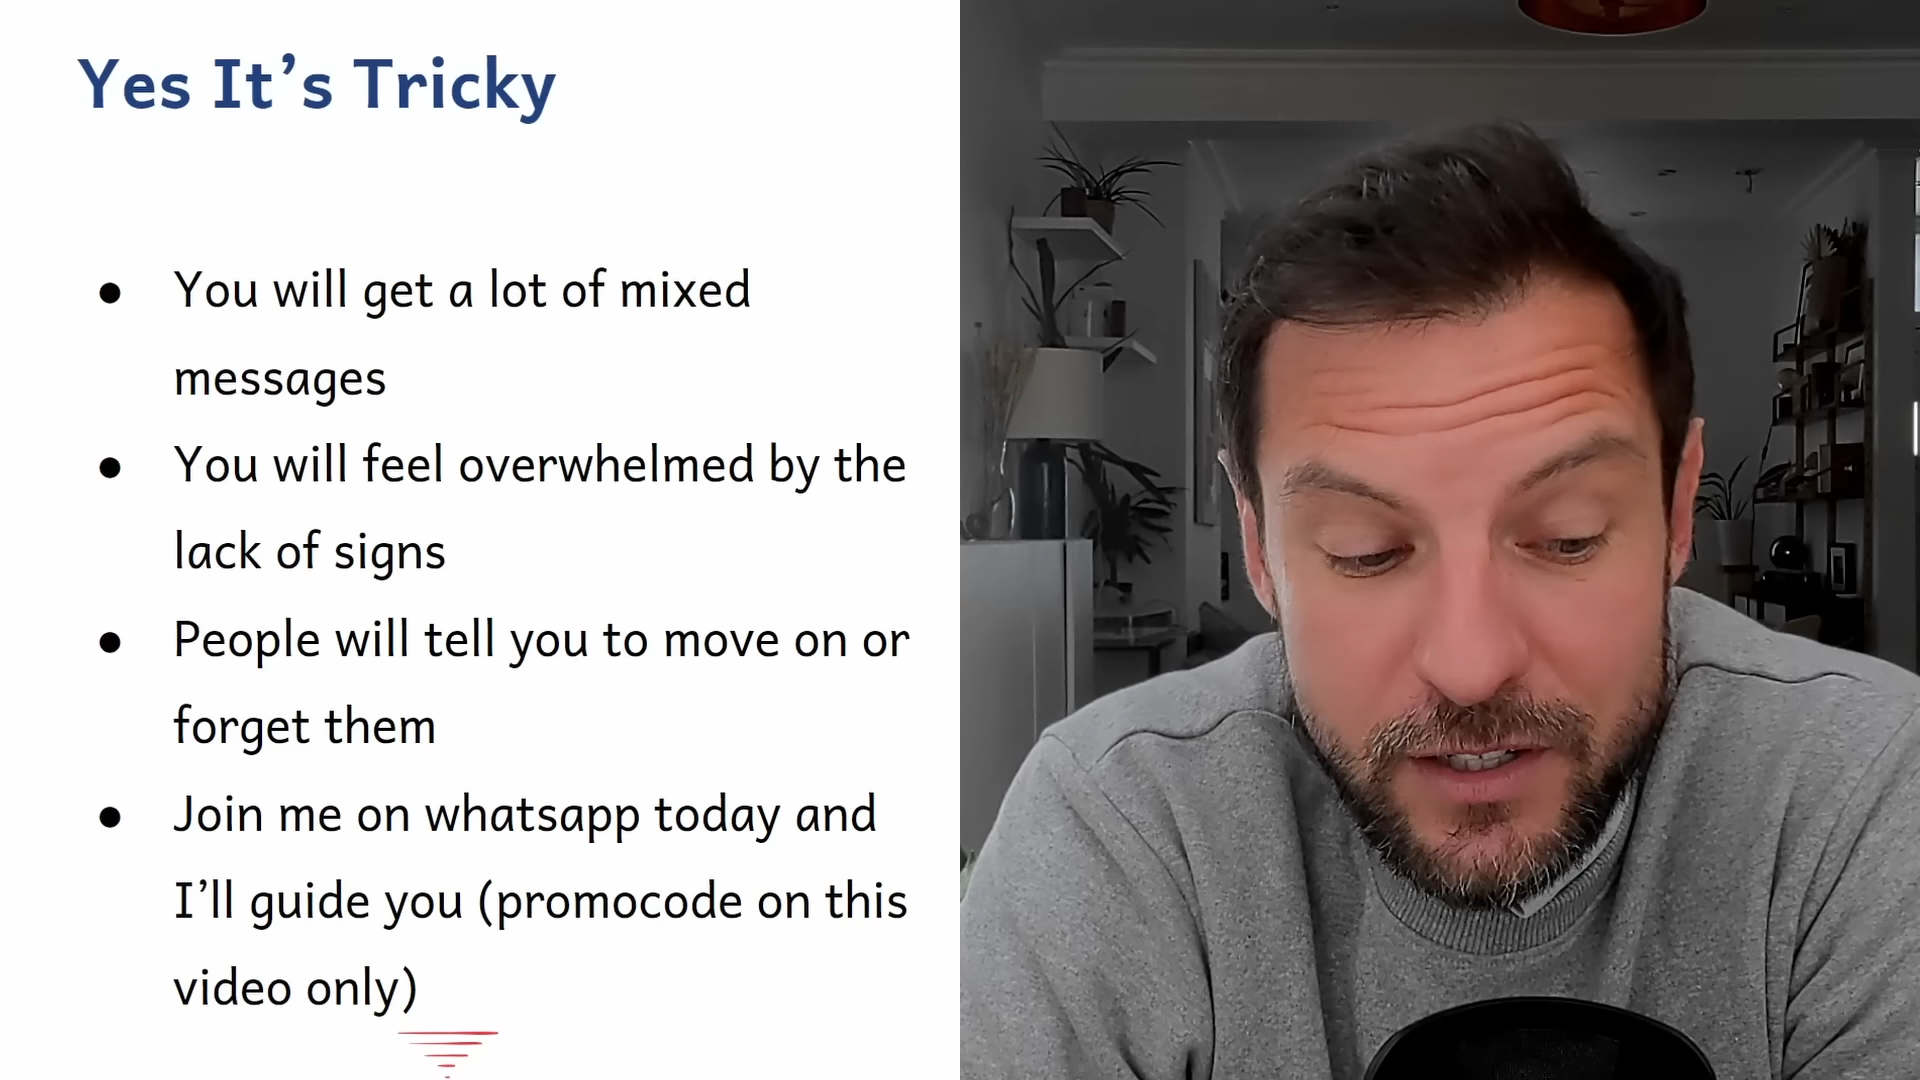 Yes It’s Tricky
● You will get a lot of mixed
messages
● You will feel overwhelmed by the
lack of signs
● People will tell you to move on or
forget them
● Join me on whatsapp today and
I’ll guide you (promocode on this
video only)